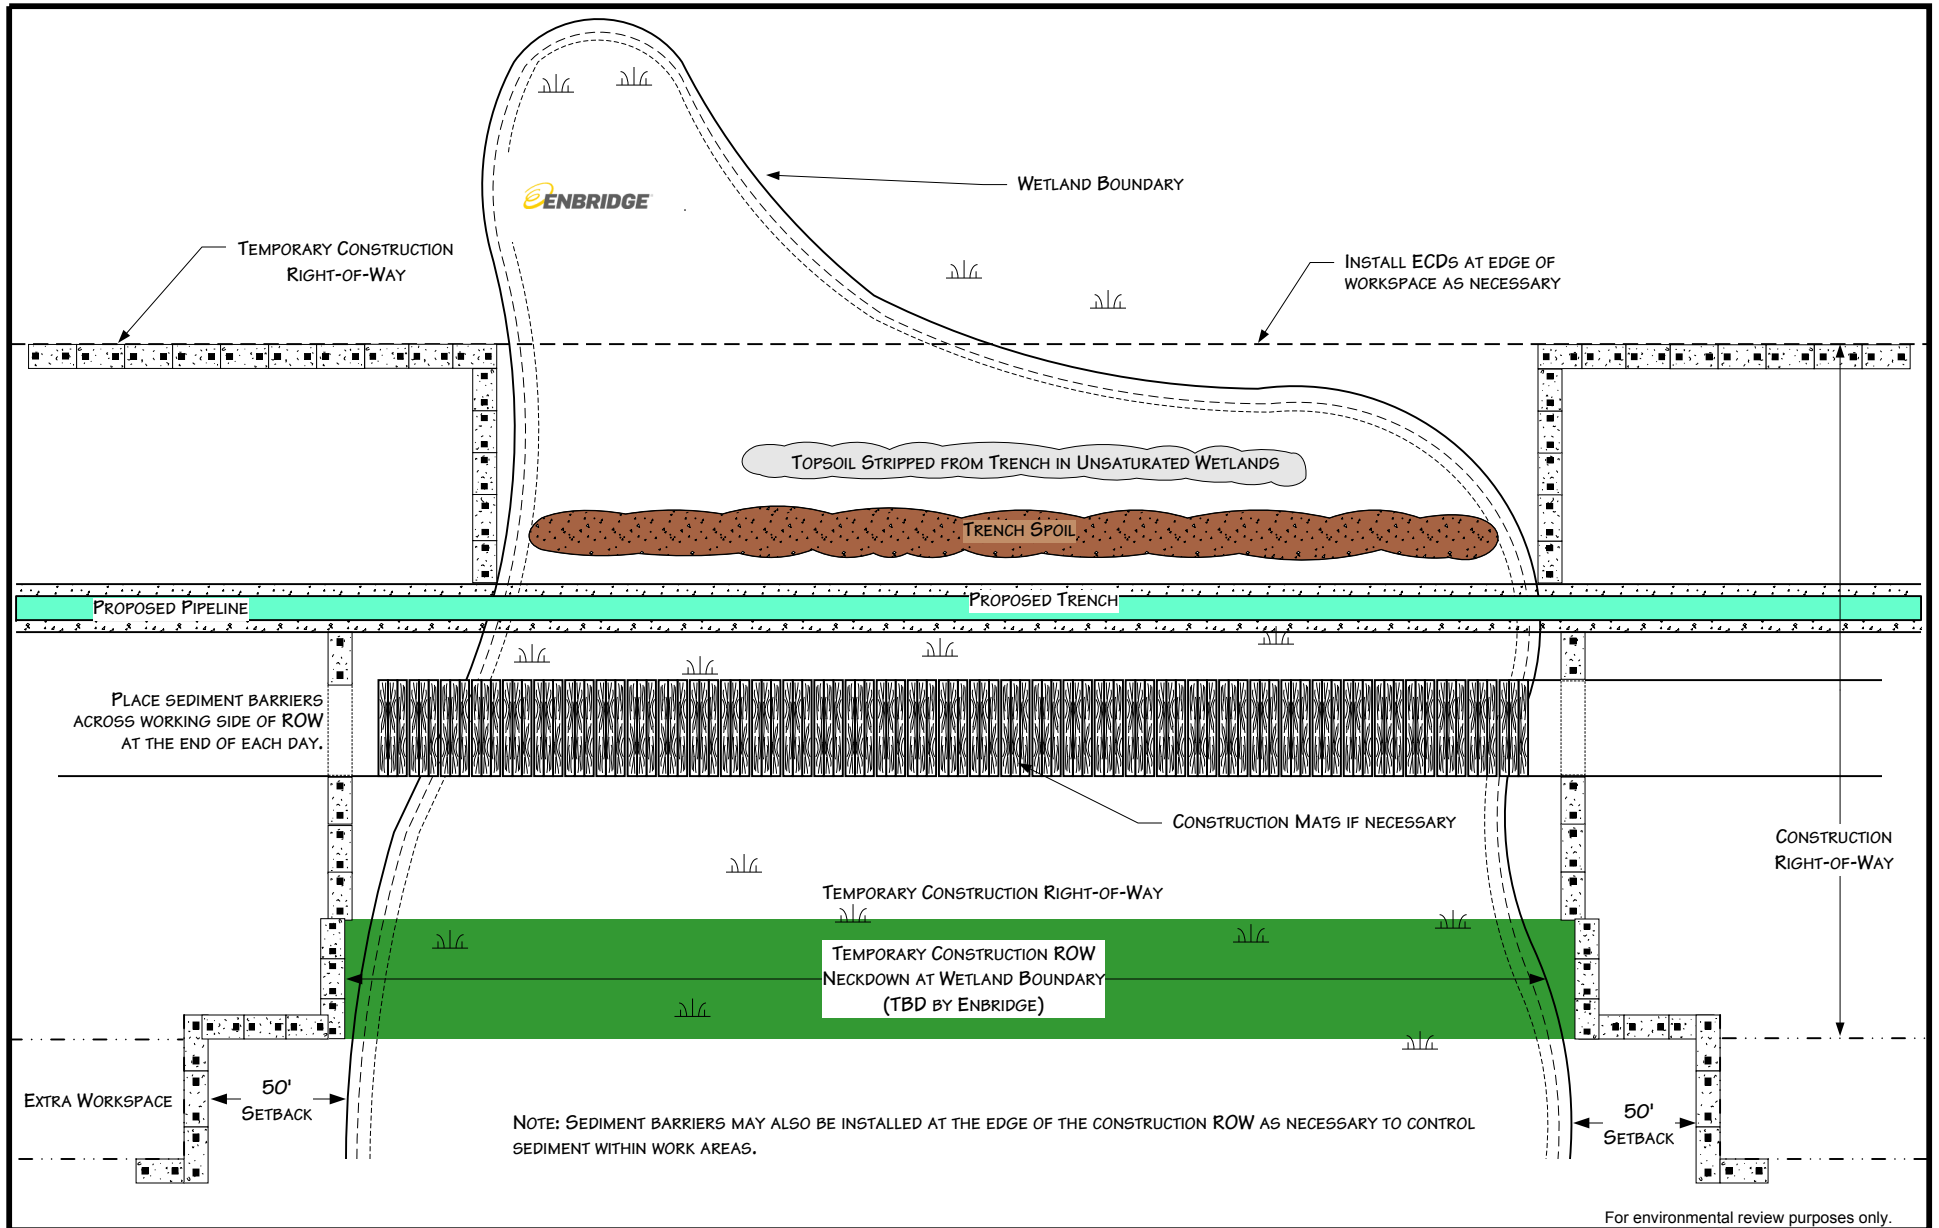 WETLAND BOUNDARY
ENBRIDGE
TEMPORARY CONSTRUCTION
RIGHT-OF-WAY
INSTALL ECDS AT EDGE OF
WORKSPACE AS NECESSARY
TOPSOIL STRIPPED FROM TRENCH IN UNSATURATED WETLANDS
TRENCH SPOIL
PROPOSED PIPELINE
PROPOSED TRENCH
PLACE SEDIMENT BARRIERS
ACROSS WORKING SIDE OF ROW
AT THE END OF EACH DAY.
CONSTRUCTION MATS IF NECESSARY
CONSTRUCTION
RIGHT-OF-WAY
TEMPORARY CONSTRUCTION RIGHT-OF-WAY
TEMPORARY CONSTRUCTION ROW
NECKDOWN AT WETLAND BOUNDARY
(TBD BY ENBRIDGE)
EXTRA WORKSPACE
50'
SETBACK
NOTE: SEDIMENT BARRIERS MAY ALSO BE INSTALLED AT THE EDGE OF THE CONSTRUCTION ROW AS NECESSARY TO CONTROL
SEDIMENT WITHIN WORK AREAS.
50'
SETBACK
For environmental review purposes only.